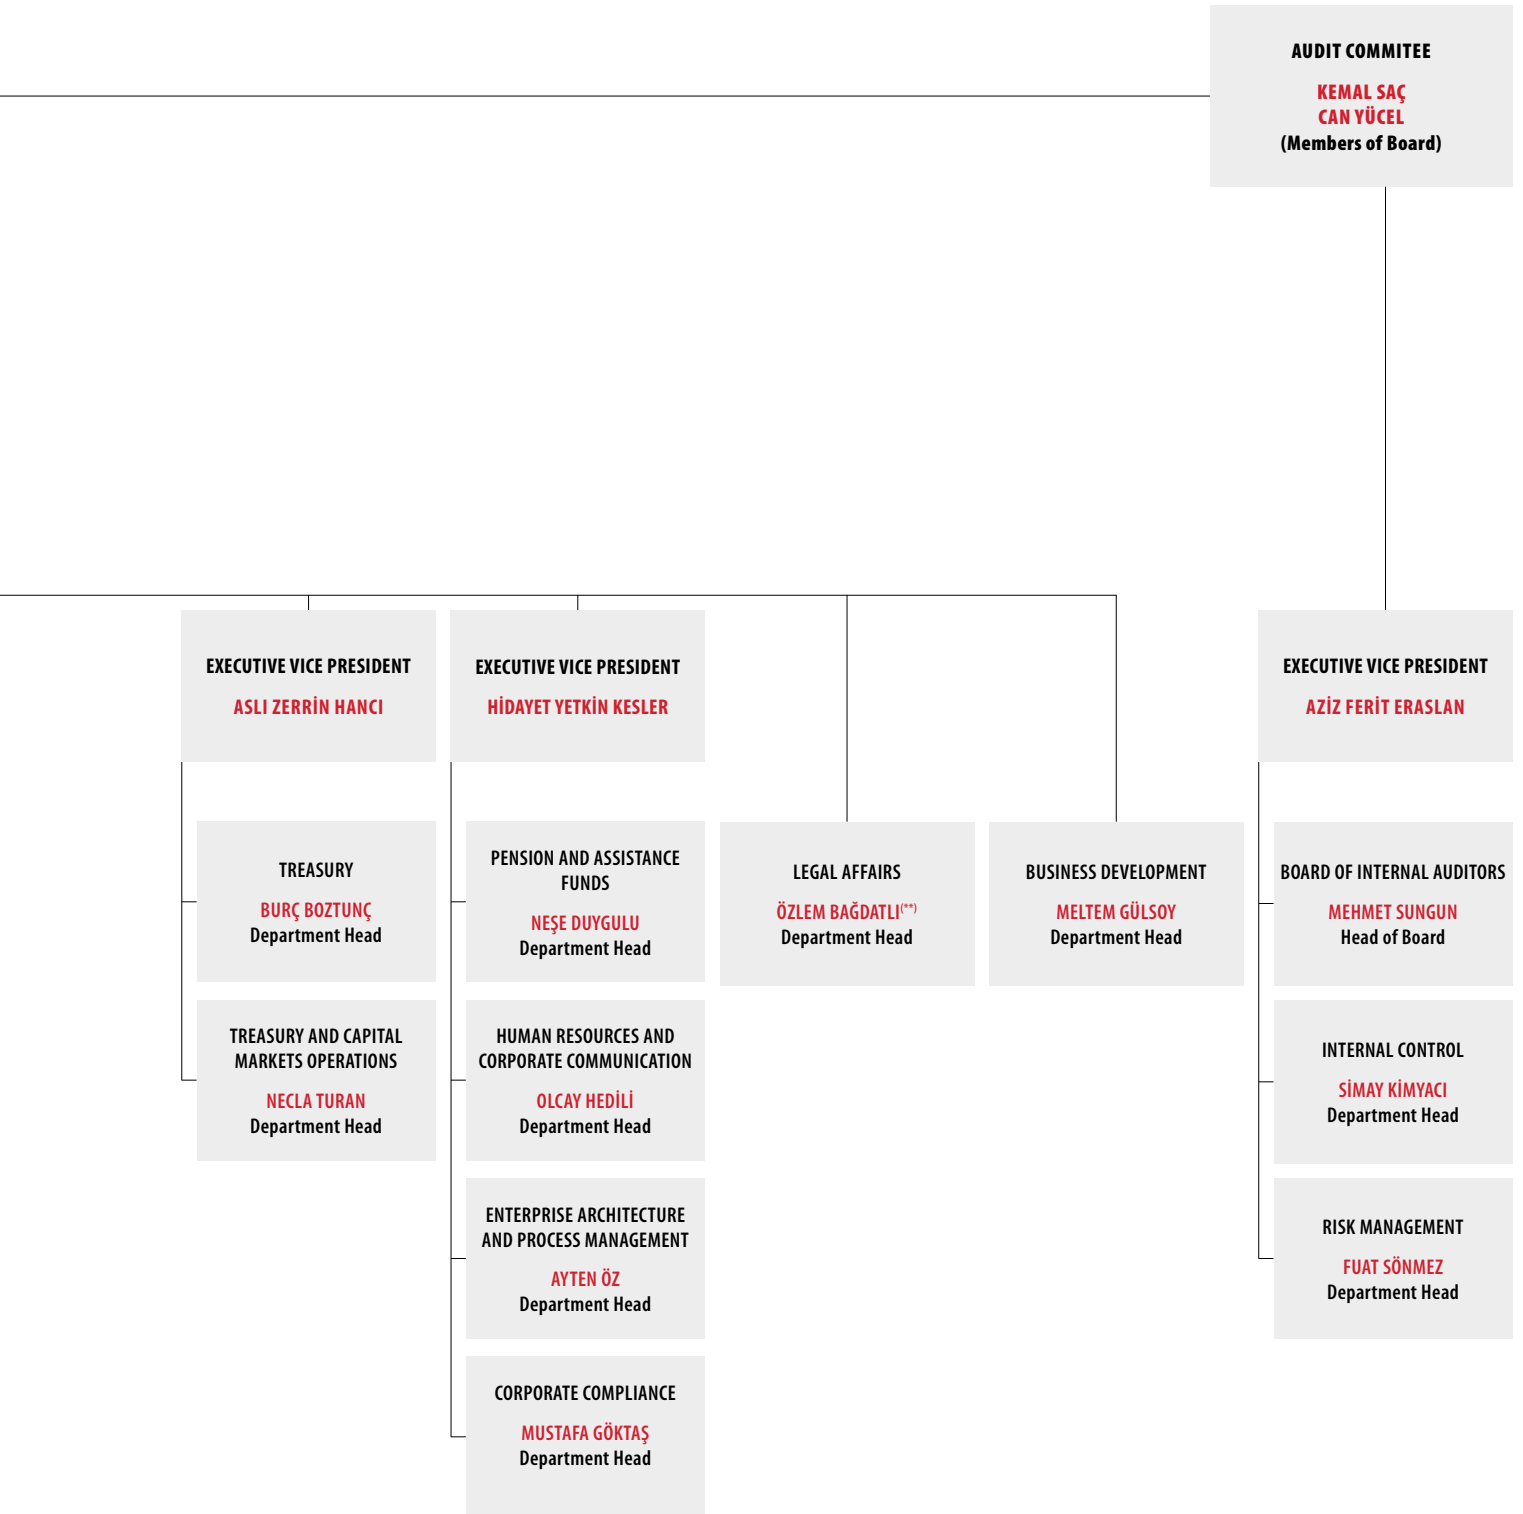 AUDIT COMMITEE
KEMAL SAÇ
CAN YÜCEL
(Members of Board)
EXECUTIVE VICE PRESIDENT
ASLI ZERRİN HANCI
TREASURY
BURÇ BOZTUNÇ
Department Head
TREASURY AND CAPITAL
MARKETS OPERATIONS
NECLA TURAN
Department Head
EXECUTIVE VICE PRESIDENT
HİDAYET YETKİN KESLER
PENSION AND ASSISTANCE
FUNDS
NEŞE DUYGULU
Department Head
HUMAN RESOURCES AND
CORPORATE COMMUNICATION
OLCAY HEDİLİ
Department Head
ENTERPRISE ARCHITECTURE
AND PROCESS MANAGEMENT
AYTEN ÖZ
Department Head
CORPORATE COMPLIANCE
MUSTAFA GÖKTAŞ
Department Head
LEGAL AFFAIRS
ÖZLEM BAĞDATLI(**)
Department Head
BUSINESS DEVELOPMENT
MELTEM GÜLSOY
Department Head
EXECUTIVE VICE PRESIDENT
AZİZ FERİT ERASLAN
BOARD OF INTERNAL AUDITORS
MEHMET SUNGUN
Head of Board
INTERNAL CONTROL
SİMAY KİMYACI
Department Head
RISK MANAGEMENT
FUAT SÖNMEZ
Department Head